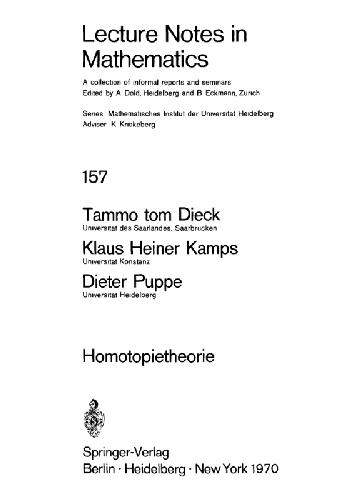 Lecture Notes in
Mathematics
A collection of informal reports and seminars
Edited by A. Dold, Heidelberg and B. Eckmann, Zürich
Series: Mathematisches Institut der Universität Heidelberg
Adviser: K. Krickeberg
157
Tammo tom Dieck
Universität des Saarlandes, Saarbrücken
Klaus Heiner Kamps
Universität Konstanz
Dieter Puppe
Universität Heidelberg
Homotopietheorie
Springer-Verlag
Berlin · Heidelberg · New York 1970